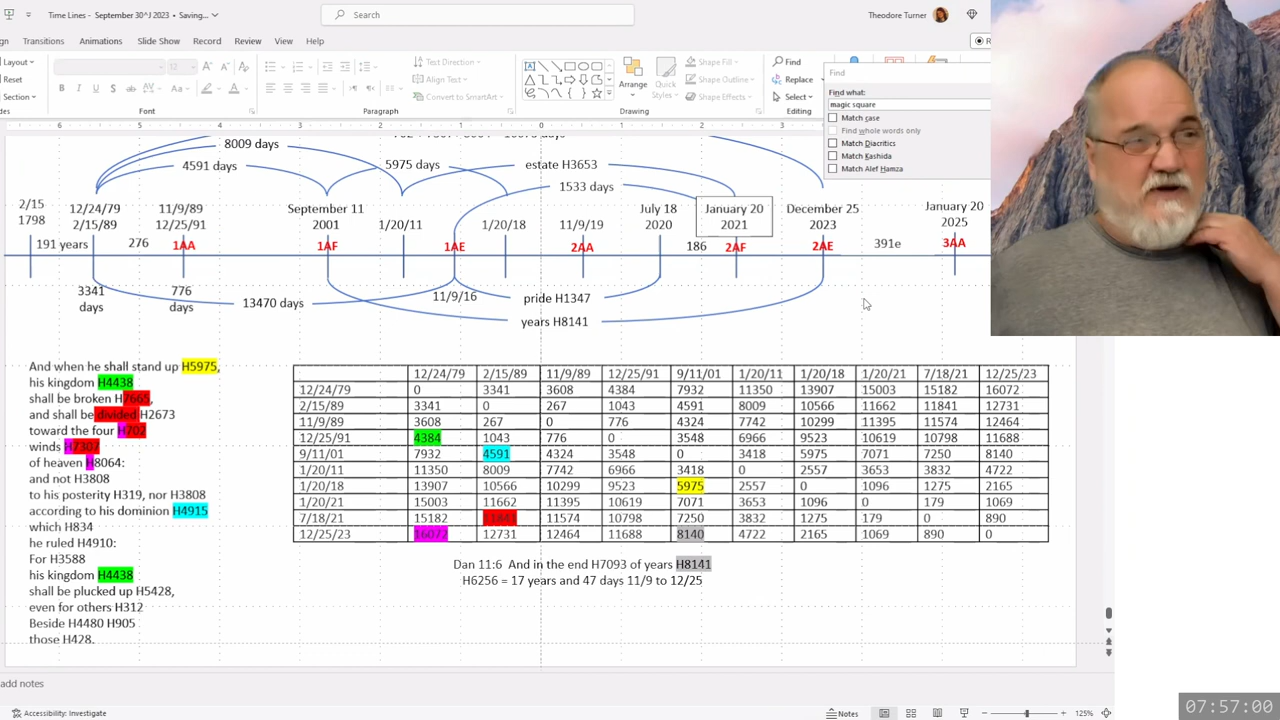 Time Lines - September 30^J 2023 • Saving...
Search
Theodore Turner
Transitions Animations Slide Show Record Review View Help
Layout
Reset
Section
Text Direction
Align Text
Convert to SmartArt
Arrange
Quick Styles
Shape Fill
Shape Outline
Shape Effects
Find
Replace
Select
Font
Paragraph
Drawing
Editing
Find
Find what:
magic square
Match case
Find whole words only
Match Diacritics
Match Kashida
Match Alef Hamza
6 5 4 3 2 1 0 1 2 3
8009 days
4591 days
5975 days
estate H3653
1533 days
2/15 1798
12/24/79 2/15/89
11/9/89 12/25/91
September 11 2001
1/20/11
1/20/18
11/9/19
July 18 2020
January 20 2021
December 25 2023
January 20 2025
191 years
276
1AA
1AF
1AE
2AA
186
2AF
2AE
391e
3AA
3341 days
776 days
13470 days
11/9/16
pride H1347
years H8141
And when he shall stand up H5975,
his kingdom H4438
shall be broken H7665,
and shall be divided H2673
toward the four H702
winds H7307
of heaven H8064:
and not H3808
to his posterity H319, nor H3808
according to his dominion H4915
which H834
he ruled H4910:
For H3588
his kingdom H4438
shall be plucked up H5428,
even for others H312
Beside H4480 H905
those H428.
12/24/79 2/15/89 11/9/89 12/25/91 9/11/01 1/20/11 1/20/18 1/20/21 7/18/21 12/25/23
12/24/79 0 3341 3608 4384 7932 11350 13907 15003 15182 16072
2/15/89 3341 0 267 1043 4591 8009 10566 11662 11841 12731
11/9/89 3608 267 0 776 4324 7742 10299 11395 11574 12464
12/25/91 4384 1043 776 0 3548 6966 9523 10619 10798 11688
9/11/01 7932 4591 4324 3548 0 3418 5975 7071 7250 8140
1/20/11 11350 8009 7742 6966 3418 0 2557 3653 3832 4722
1/20/18 13907 10566 10299 9523 5975 2557 0 1096 1275 2165
1/20/21 15003 11662 11395 10619 7071 3653 1096 0 179 1069
7/18/21 15182 11841 11574 10798 7250 3832 1275 179 0 890
12/25/23 16072 12731 12464 11688 8140 4722 2165 1069 890 0
Dan 11:6 And in the end H7093 of years H8141
H6256 = 17 years and 47 days 11/9 to 12/25
add notes
Accessibility: Investigate
Notes
125%
07:57:00